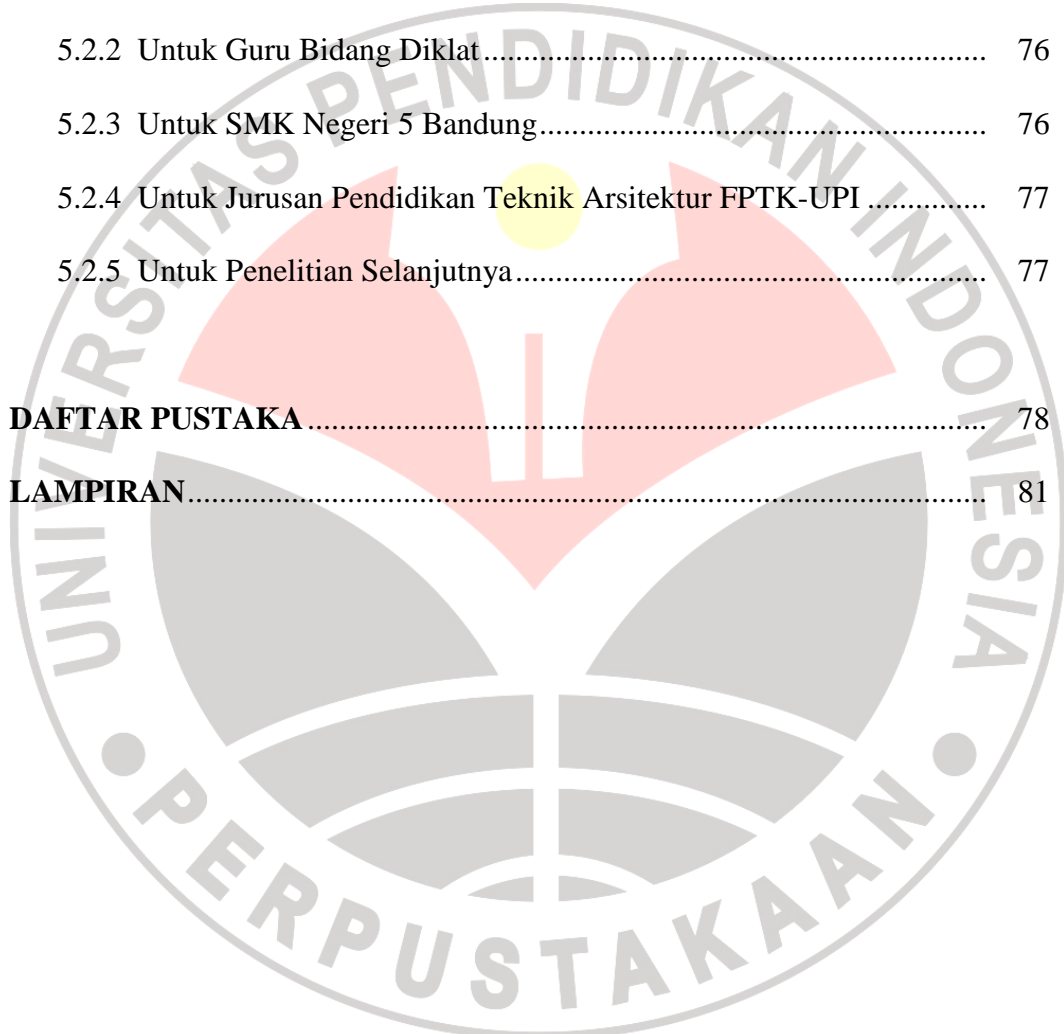 5.2.2 Untuk Guru Bidang Diklat ................................................................ 76
5.2.3 Untuk SMK Negeri 5 Bandung......................................................... 76
5.2.4 Untuk Jurusan Pendidikan Teknik Arsitektur FPTK-UPI ............... 77
5.2.5 Untuk Penelitian Selanjutnya............................................................ 77
DAFTAR PUSTAKA ...................................................................................... 78
LAMPIRAN..................................................................................................... 81
UNIVERSITAS PENDIDIKAN INDONESIA
PERPUSTAKAAN